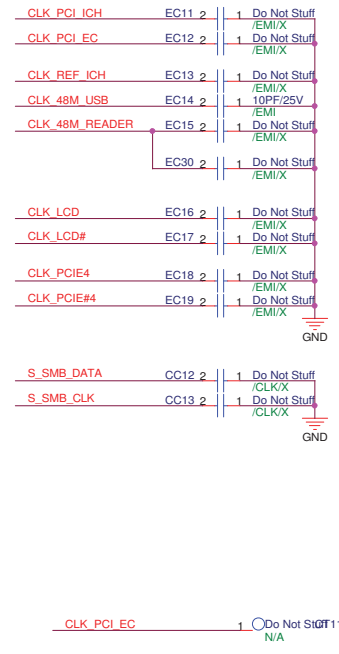 CLK_PCI_ICH EC11 2 1 Do Not Stuff
/EMI/X
CLK_PCI_EC EC12 2 1 Do Not Stuff
/EMI/X
CLK_REF_ICH EC13 2 1 Do Not Stuff
/EMI/X
CLK_48M_USB EC14 2 1 10PF/25V
/EMI
CLK_48M_READER EC15 2 1 Do Not Stuff
/EMI/X
EC30 2 1 Do Not Stuff
/EMI/X
CLK_LCD EC16 2 1 Do Not Stuff
/EMI/X
CLK_LCD# EC17 2 1 Do Not Stuff
/EMI/X
CLK_PCIE4 EC18 2 1 Do Not Stuff
/EMI/X
CLK_PCIE#4 EC19 2 1 Do Not Stuff
/EMI/X
GND
S_SMB_DATA CC12 2 1 Do Not Stuff
/CLK/X
S_SMB_CLK CC13 2 1 Do Not Stuff
/CLK/X
GND
CLK_PCI_EC 1 Do Not Stuff
N/A